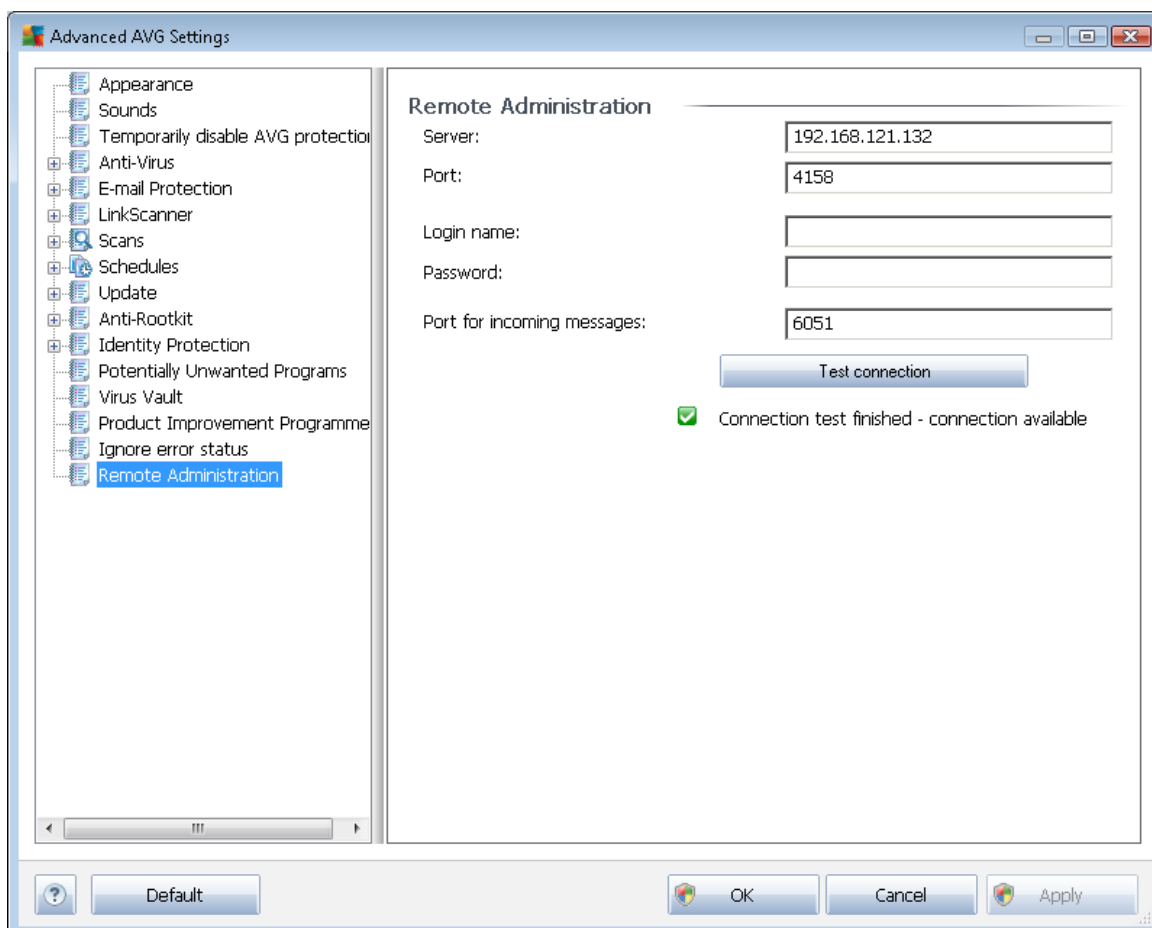 Advanced AVG Settings
Appearance
Sounds
Temporarily disable AVG protection
Anti-Virus
E-mail Protection
LinkScanner
Scans
Schedules
Update
Anti-Rootkit
Identity Protection
Potentially Unwanted Programs
Virus Vault
Product Improvement Programme
Ignore error status
Remote Administration
Remote Administration
Server: 192.168.121.132
Port: 4158
Login name:
Password:
Port for incoming messages: 6051
Test connection
Connection test finished - connection available
? Default OK Cancel Apply